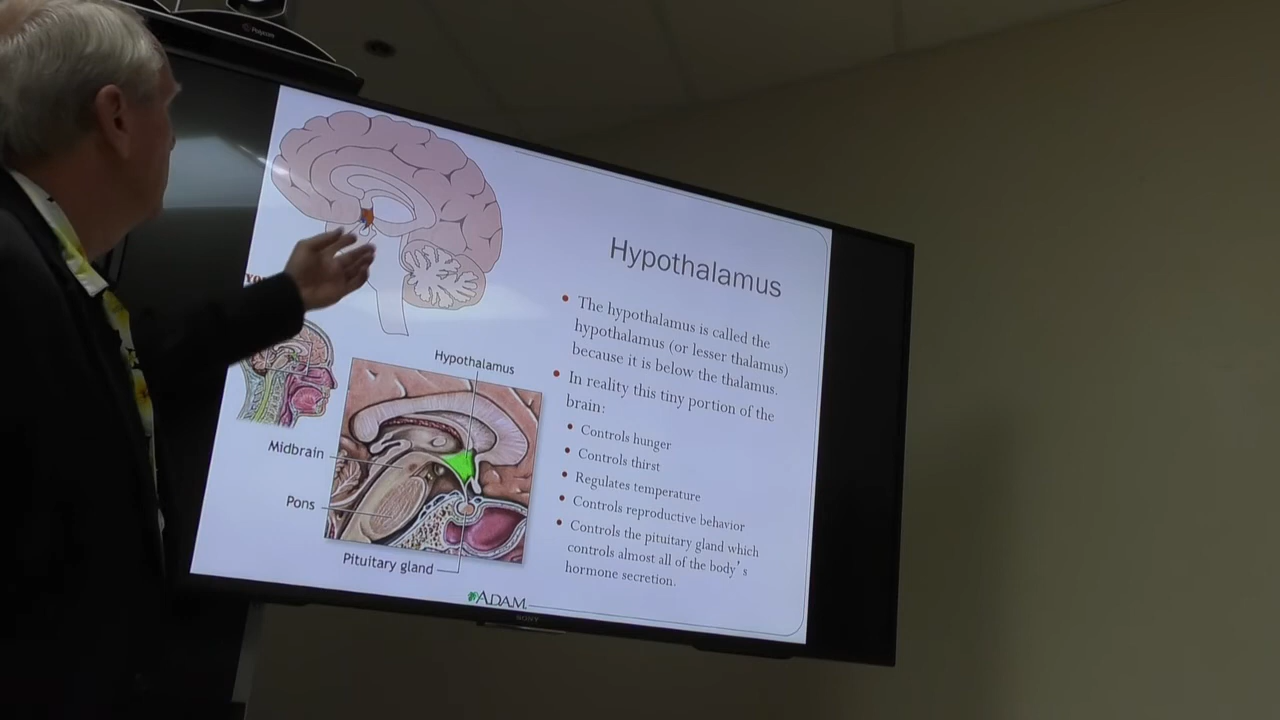 Polycom
Hypothalamus
The hypothalamus is called the
hypothalamus (or lesser thalamus)
because it is below the thalamus.
In reality this tiny portion of the
brain:
Controls hunger
Controls thirst
Regulates temperature
Controls reproductive behavior
Controls the pituitary gland which
controls almost all of the body's
hormone secretion.
Hypothalamus
Midbrain
Pons
Pituitary gland
ADAM
SONY